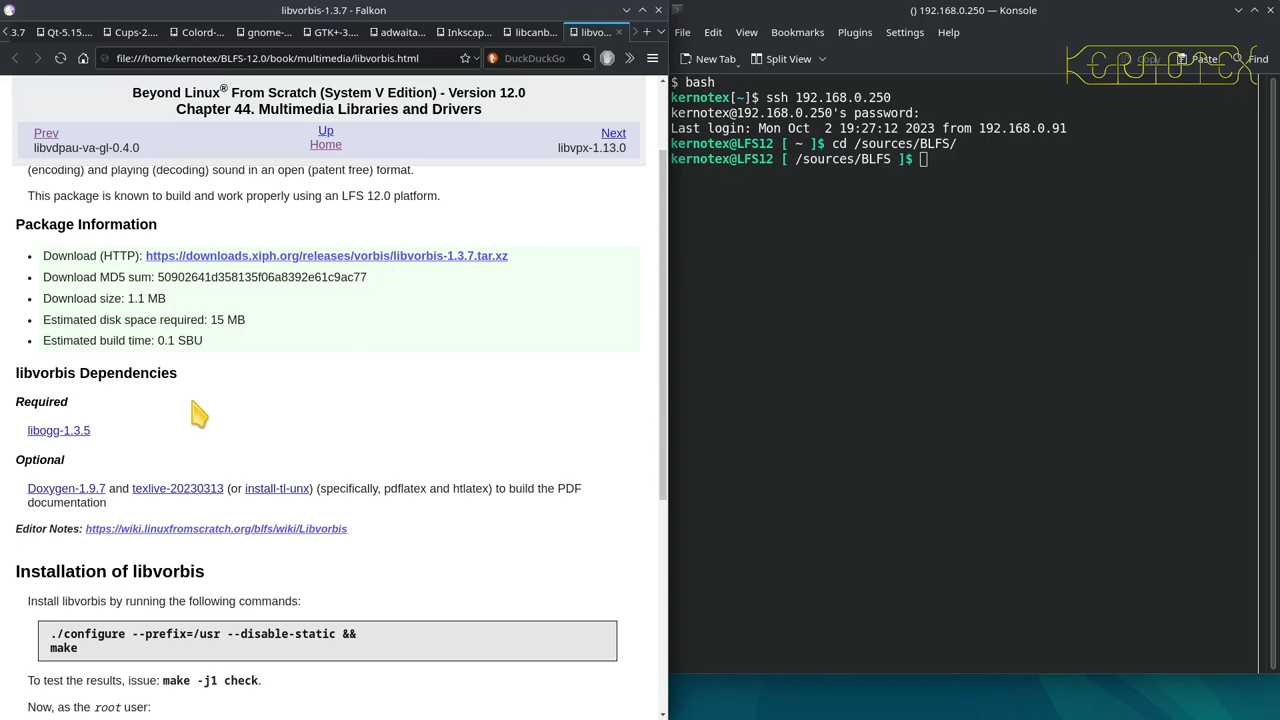 libvorbis-1.3.7 - Falkon
3.7 Qt-5.15.... Cups-2.... Colord-... gnome-... GTK+-3.... adwaita... Inkscap... libcanb... libvo...
file:///home/kernotex/BLFS-12.0/book/multimedia/libvorbis.html DuckDuckGo
Beyond Linux® From Scratch (System V Edition) - Version 12.0
Chapter 44. Multimedia Libraries and Drivers
Prev Up Next
libvdpau-va-gl-0.4.0 Home libvpx-1.13.0
(encoding) and playing (decoding) sound in an open (patent free) format.
This package is known to build and work properly using an LFS 12.0 platform.
Package Information
• Download (HTTP): https://downloads.xiph.org/releases/vorbis/libvorbis-1.3.7.tar.xz
• Download MD5 sum: 50902641d358135f06a8392e61c9ac77
• Download size: 1.1 MB
• Estimated disk space required: 15 MB
• Estimated build time: 0.1 SBU
libvorbis Dependencies
Required
libogg-1.3.5
Optional
Doxygen-1.9.7 and texlive-20230313 (or install-tl-unx) (specifically, pdflatex and htlatex) to build the PDF
documentation
Editor Notes: https://wiki.linuxfromscratch.org/blfs/wiki/Libvorbis
Installation of libvorbis
Install libvorbis by running the following commands:
./configure --prefix=/usr --disable-static &&
make
To test the results, issue: make -j1 check.
Now, as the root user:
() 192.168.0.250 — Konsole
File Edit View Bookmarks Plugins Settings Help
New Tab Split View Copy Paste Find
KERNOTEX
$ bash
kernotex[~]$ ssh 192.168.0.250
kernotex@192.168.0.250's password:
Last login: Mon Oct  2 19:27:12 2023 from 192.168.0.91
kernotex@LFS12 [ ~ ]$ cd /sources/BLFS/
kernotex@LFS12 [ /sources/BLFS ]$